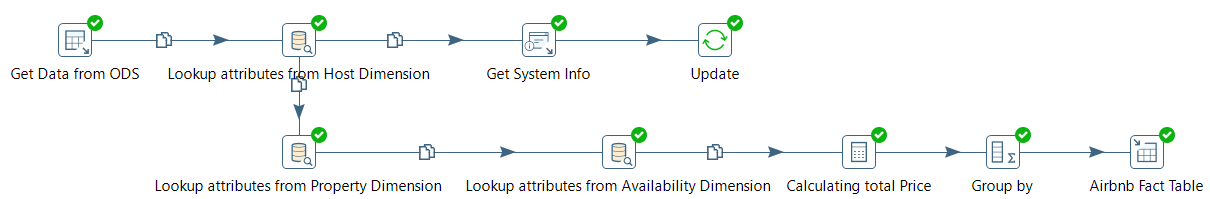 Get Data from ODS
Lookup attributes from Host Dimension
Get System Info
Update
Lookup attributes from Property Dimension
Lookup attributes from Availability Dimension
Calculating total Price
Group by
Airbnb Fact Table